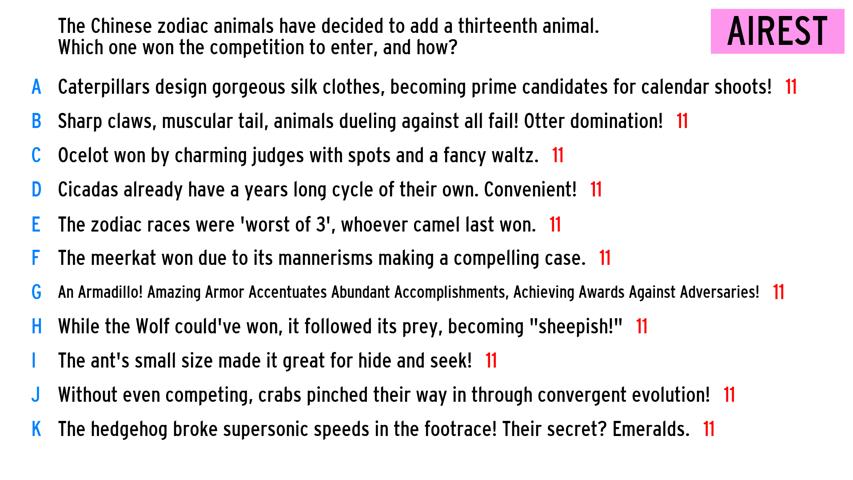 The Chinese zodiac animals have decided to add a thirteenth animal.
Which one won the competition to enter, and how?
AIREST
A Caterpillars design gorgeous silk clothes, becoming prime candidates for calendar shoots! 11
B Sharp claws, muscular tail, animals dueling against all fail! Otter domination! 11
C Ocelot won by charming judges with spots and a fancy waltz. 11
D Cicadas already have a years long cycle of their own. Convenient! 11
E The zodiac races were 'worst of 3', whoever camel last won. 11
F The meerkat won due to its mannerisms making a compelling case. 11
G An Armadillo! Amazing Armor Accentuates Abundant Accomplishments, Achieving Awards Against Adversaries! 11
H While the Wolf could've won, it followed its prey, becoming "sheepish!" 11
I The ant's small size made it great for hide and seek! 11
J Without even competing, crabs pinched their way in through convergent evolution! 11
K The hedgehog broke supersonic speeds in the footrace! Their secret? Emeralds. 11